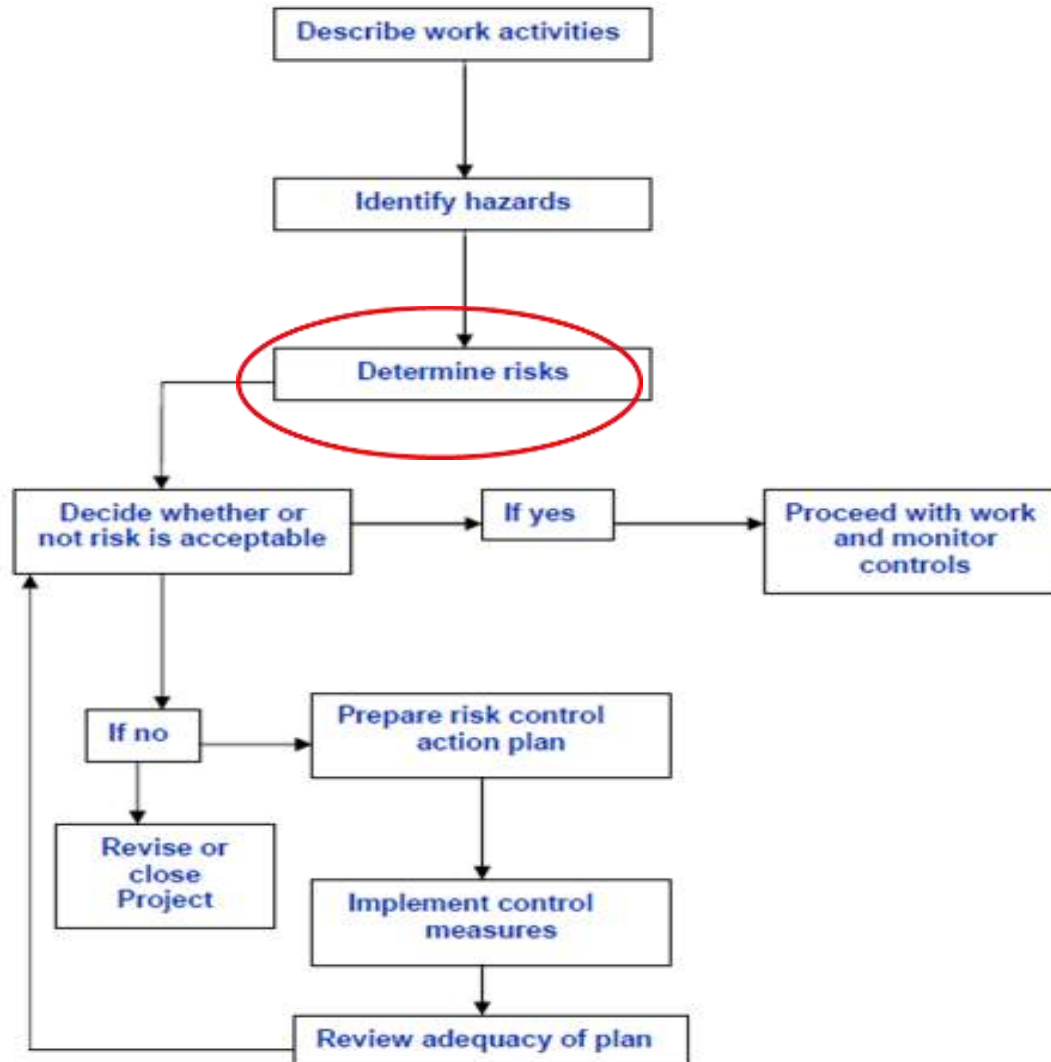 Describe work activities
Identify hazards
Determine risks
Decide whether or
not risk is acceptable
If yes
Proceed with work
and monitor
controls
If no
Prepare risk control
action plan
Revise or
close
Project
Implement control
measures
Review adequacy of plan